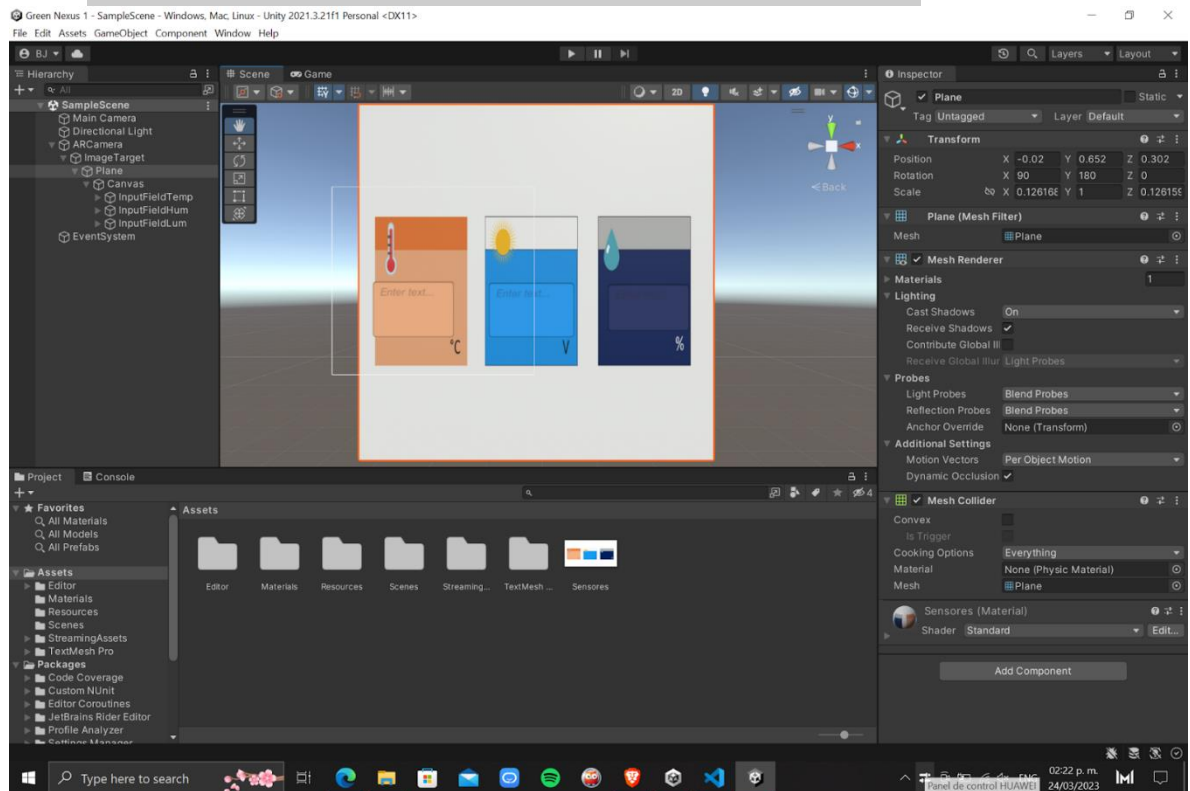 Green Nexus 1 - SampleScene - Windows, Mac, Linux - Unity 2021.3.21f1 Personal <DX11>
File Edit Assets GameObject Component Window Help
BJ
Layers
Layout
Hierarchy
All
SampleScene
Main Camera
Directional Light
ARCamera
ImageTarget
Plane
Canvas
InputFieldTemp
InputFieldHum
InputFieldLum
EventSystem
Scene Game
2D
y
x
Back
Enter text...
Enter text...
°C
V
%
Inspector
Plane
Static
Tag Untagged Layer Default
Transform
Position X -0.02 Y 0.652 Z 0.302
Rotation X 90 Y 180 Z 0
Scale X 0.126168 Y 1 Z 0.126159
Plane (Mesh Filter)
Mesh Plane
Mesh Renderer
Materials 1
Lighting
Cast Shadows On
Receive Shadows
Contribute Global Ill
Receive Global Illur Light Probes
Probes
Light Probes Blend Probes
Reflection Probes Blend Probes
Anchor Override None (Transform)
Additional Settings
Motion Vectors Per Object Motion
Dynamic Occlusion
Mesh Collider
Convex
Is Trigger
Cooking Options Everything
Material None (Physic Material)
Mesh Plane
Sensores (Material)
Shader Standard Edit...
Add Component
Project Console
4
Favorites
All Materials
All Models
All Prefabs
Assets
Editor
Materials
Resources
Scenes
StreamingAssets
TextMesh Pro
Packages
Code Coverage
Custom NUnit
Editor Coroutines
JetBrains Rider Editor
Profile Analyzer
Settings Manager
Assets
Editor Materials Resources Scenes Streaming... TextMesh ... Sensores
Type here to search
ENG
02:22 p. m.
24/03/2023
Panel de control HUAWEI